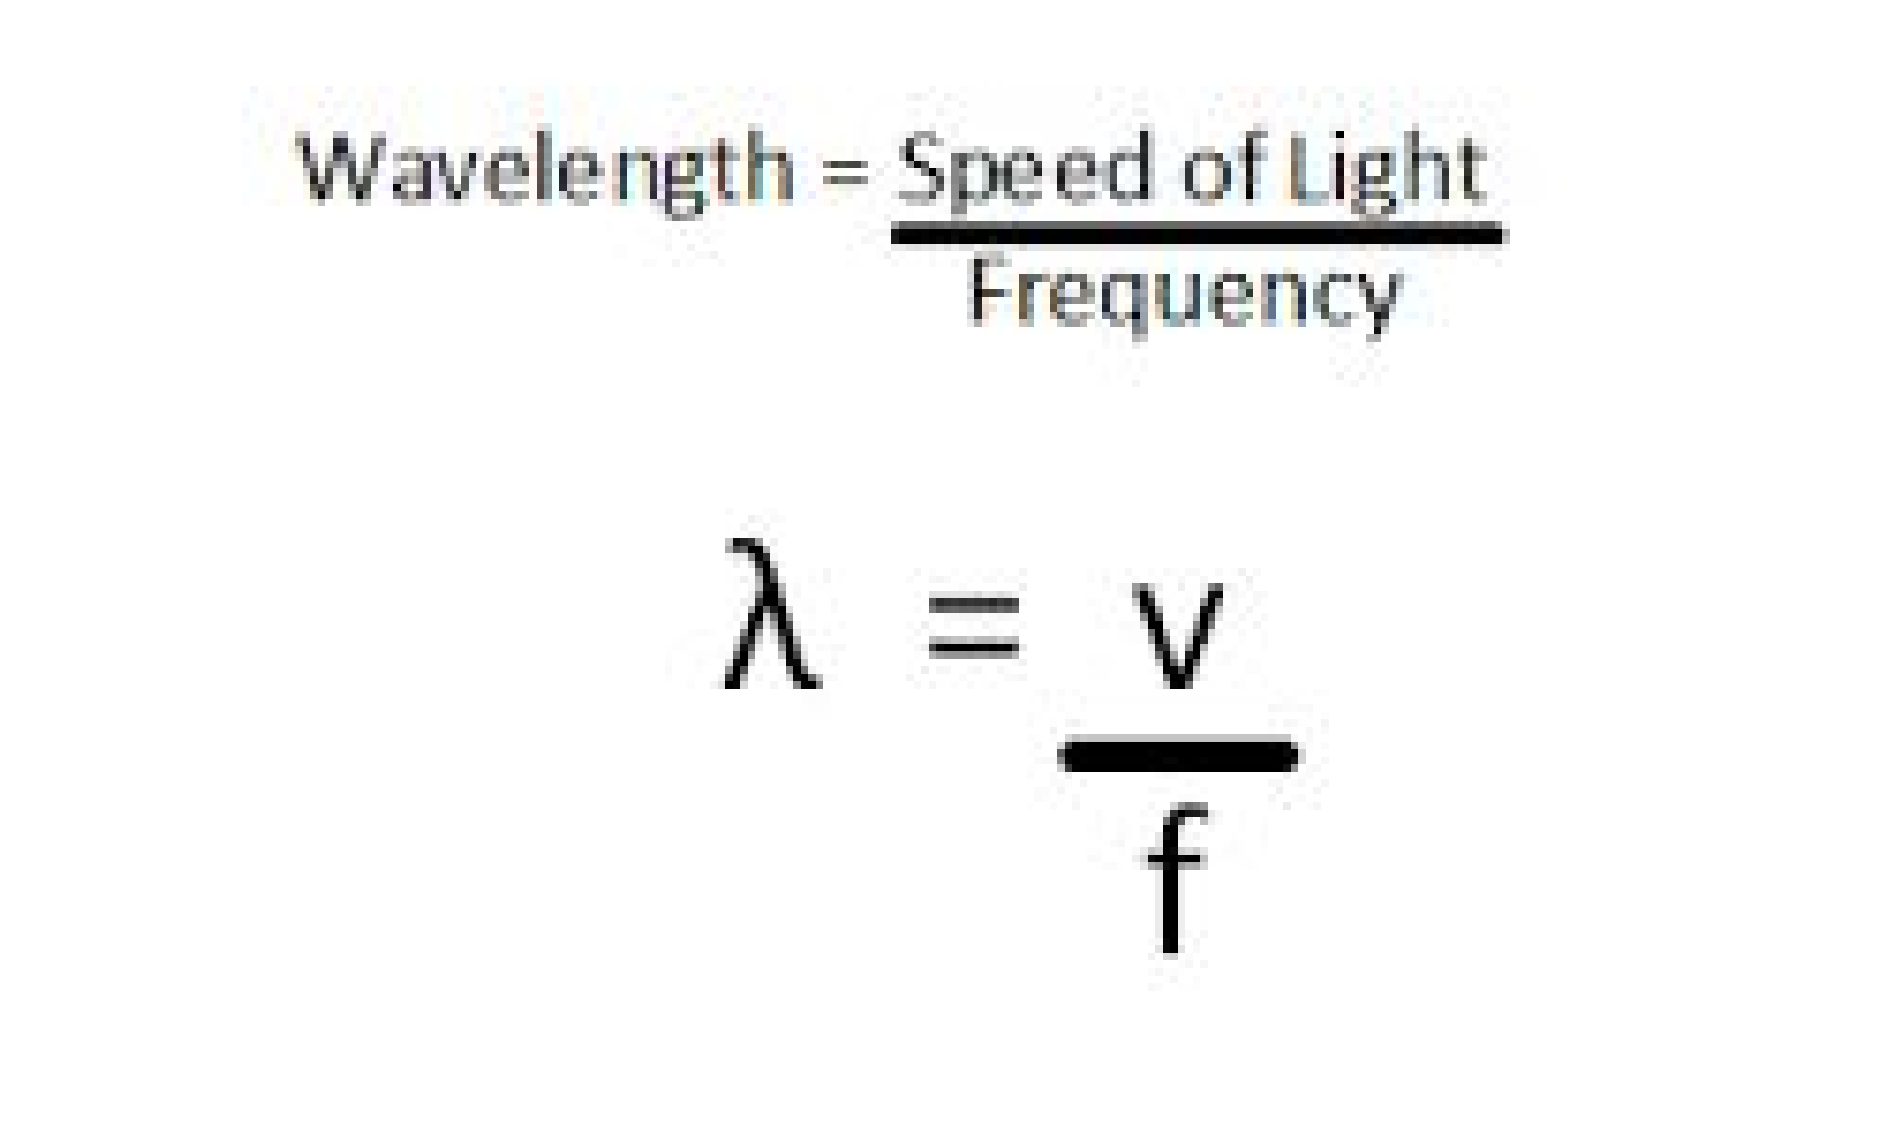 Wavelength = Speed of Light
Frequency
λ = v
f